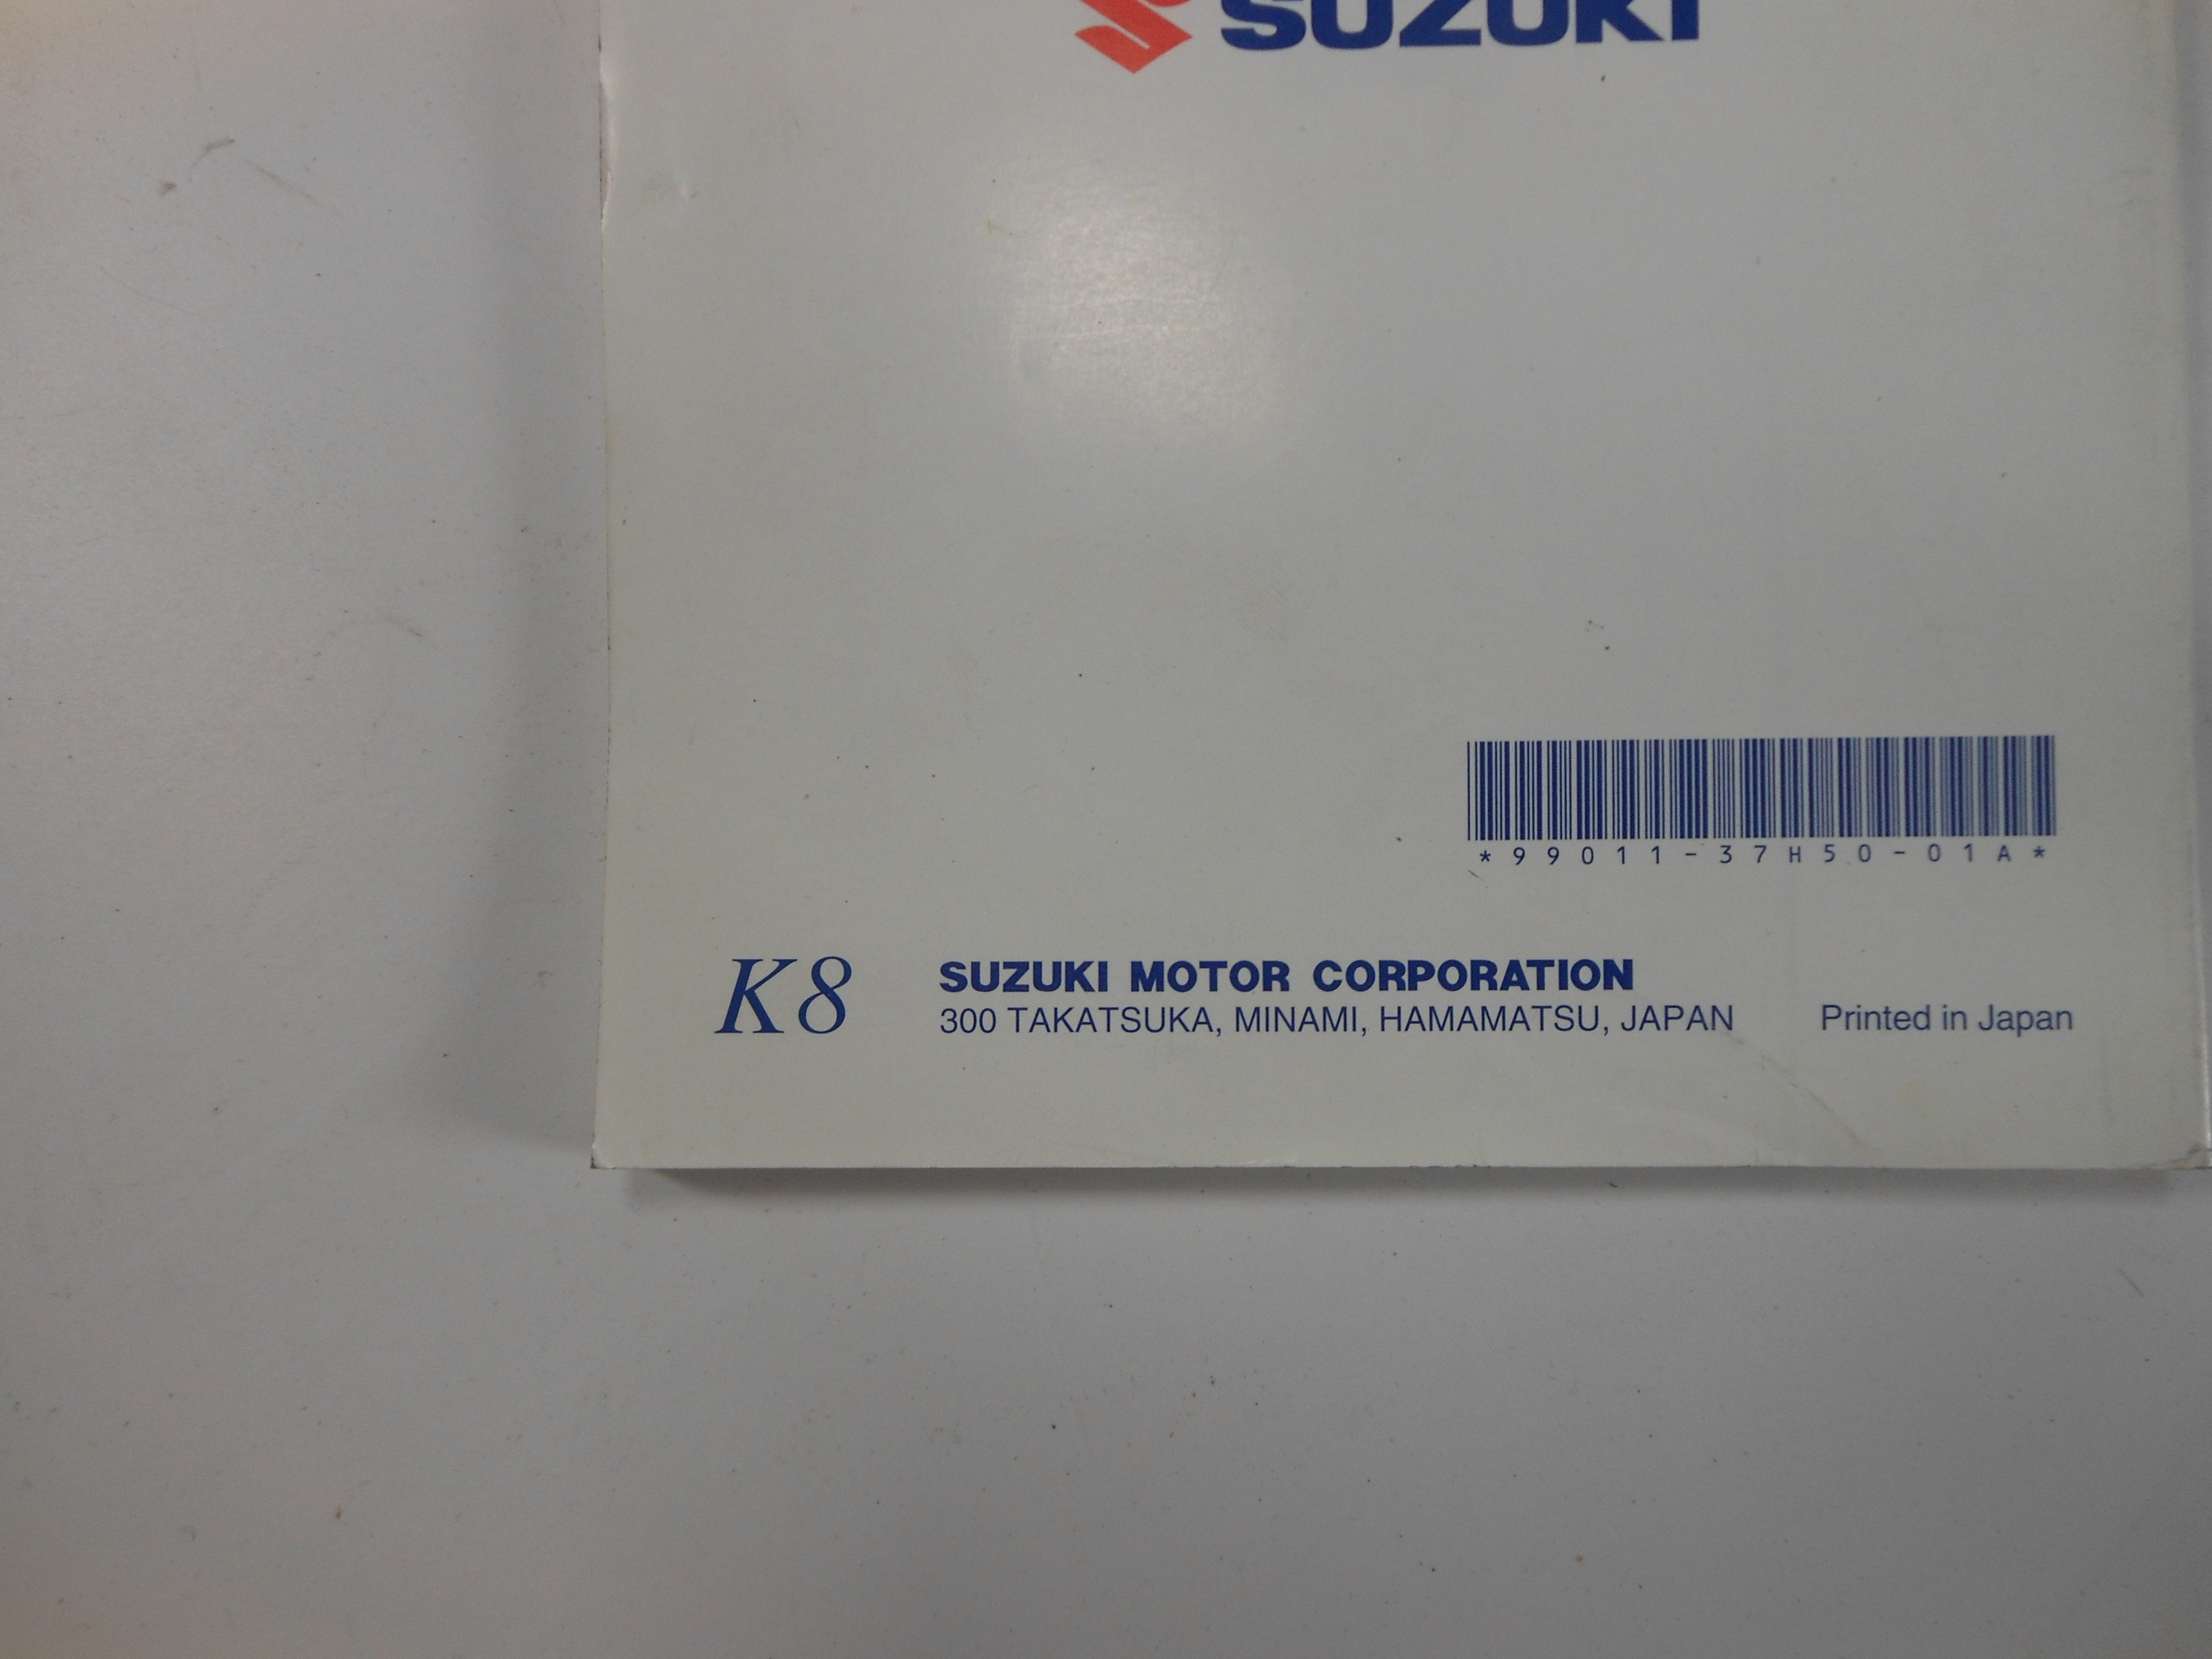 SUZUKI
*99011-37H50-01A*
K8
SUZUKI MOTOR CORPORATION
300 TAKATSUKA, MINAMI, HAMAMATSU, JAPAN
Printed in Japan